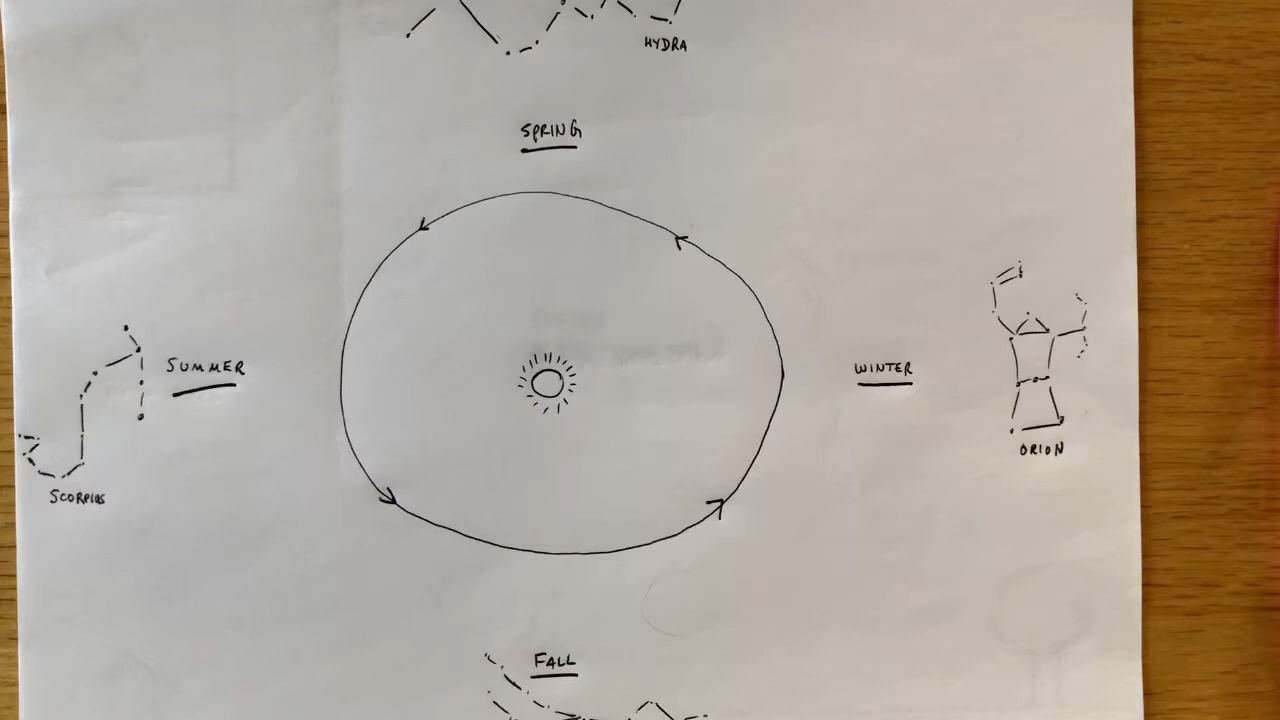 HYDRA
SPRING
SUMMER
WINTER
ORION
SCORPIUS
FALL